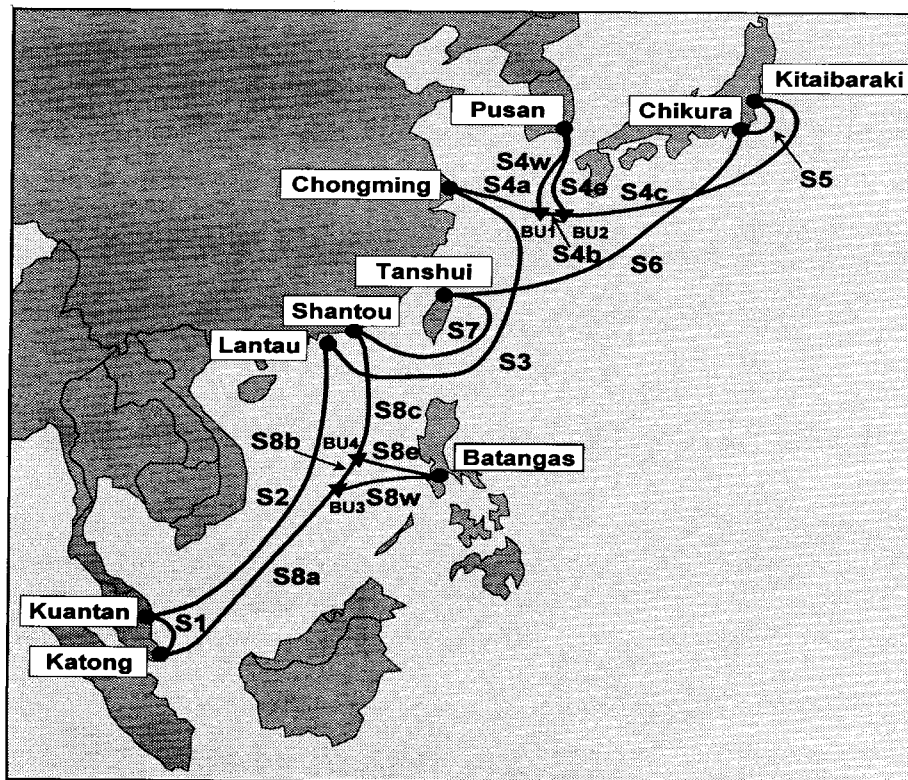 Kitaibaraki
Pusan
Chikura
S4w
S5
Chongming
S4a
S4e
S4c
BU1
BU2
S4b
S6
Tanshui
Shantou
S7
Lantau
S3
S8c
S8b
BU4
S8e
Batangas
S2
S8w
BU3
S8a
Kuantan
S1
Katong